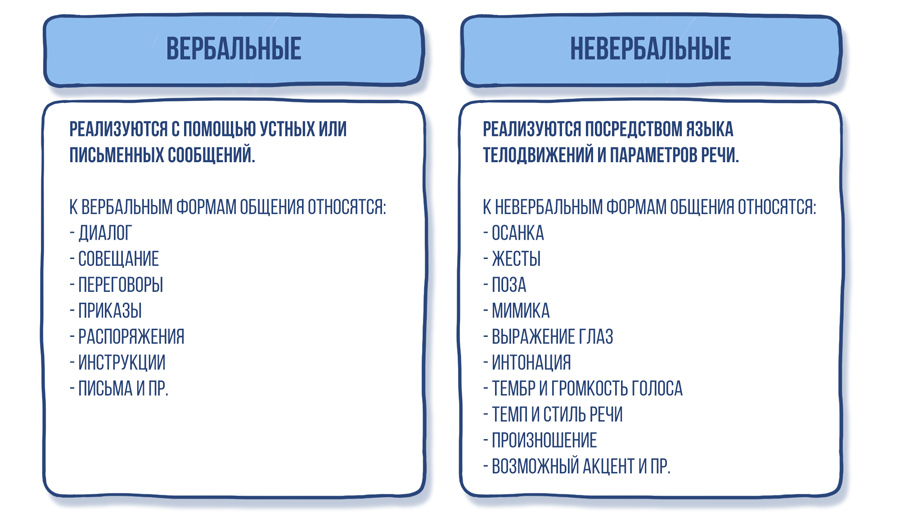 ВЕРБАЛЬНЫЕ
РЕАЛИЗУЮТСЯ С ПОМОЩЬЮ УСТНЫХ ИЛИ
ПИСЬМЕННЫХ СООБЩЕНИЙ.
К ВЕРБАЛЬНЫМ ФОРМАМ ОБЩЕНИЯ ОТНОСЯТСЯ:
- ДИАЛОГ
- СОВЕЩАНИЕ
- ПЕРЕГОВОРЫ
- ПРИКАЗЫ
- РАСПОРЯЖЕНИЯ
- ИНСТРУКЦИИ
- ПИСЬМА И ПР.
НЕВЕРБАЛЬНЫЕ
РЕАЛИЗУЮТСЯ ПОСРЕДСТВОМ ЯЗЫКА
ТЕЛОДВИЖЕНИЙ И ПАРАМЕТРОВ РЕЧИ.
К НЕВЕРБАЛЬНЫМ ФОРМАМ ОБЩЕНИЯ ОТНОСЯТСЯ:
- ОСАНКА
- ЖЕСТЫ
- ПОЗА
- МИМИКА
- ВЫРАЖЕНИЕ ГЛАЗ
- ИНТОНАЦИЯ
- ТЕМБР И ГРОМКОСТЬ ГОЛОСА
- ТЕМП И СТИЛЬ РЕЧИ
- ПРОИЗНОШЕНИЕ
- ВОЗМОЖНЫЙ АКЦЕНТ И ПР.